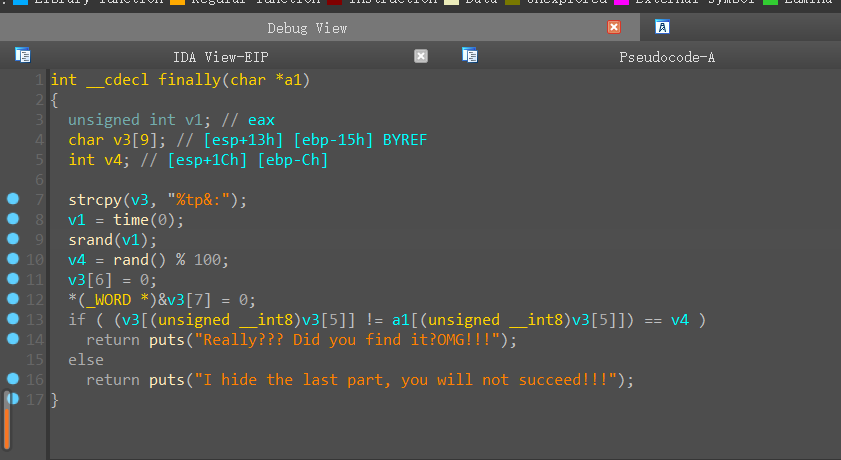 Library function Regular function Instruction Data Unexplored External symbol Lumina
Debug View A
IDA View-EIP Pseudocode-A
1 int __cdecl finally(char *a1)
2 {
3 unsigned int v1; // eax
4 char v3[9]; // [esp+13h] [ebp-15h] BYREF
5 int v4; // [esp+1Ch] [ebp-Ch]
6
7 strcpy(v3, "%tp&:");
8 v1 = time(0);
9 srand(v1);
10 v4 = rand() % 100;
11 v3[6] = 0;
12 *(_WORD *)&v3[7] = 0;
13 if ( (v3[(unsigned __int8)v3[5]] != a1[(unsigned __int8)v3[5]]) == v4 )
14 return puts("Really??? Did you find it?OMG!!!");
15 else
16 return puts("I hide the last part, you will not succeed!!!");
17 }